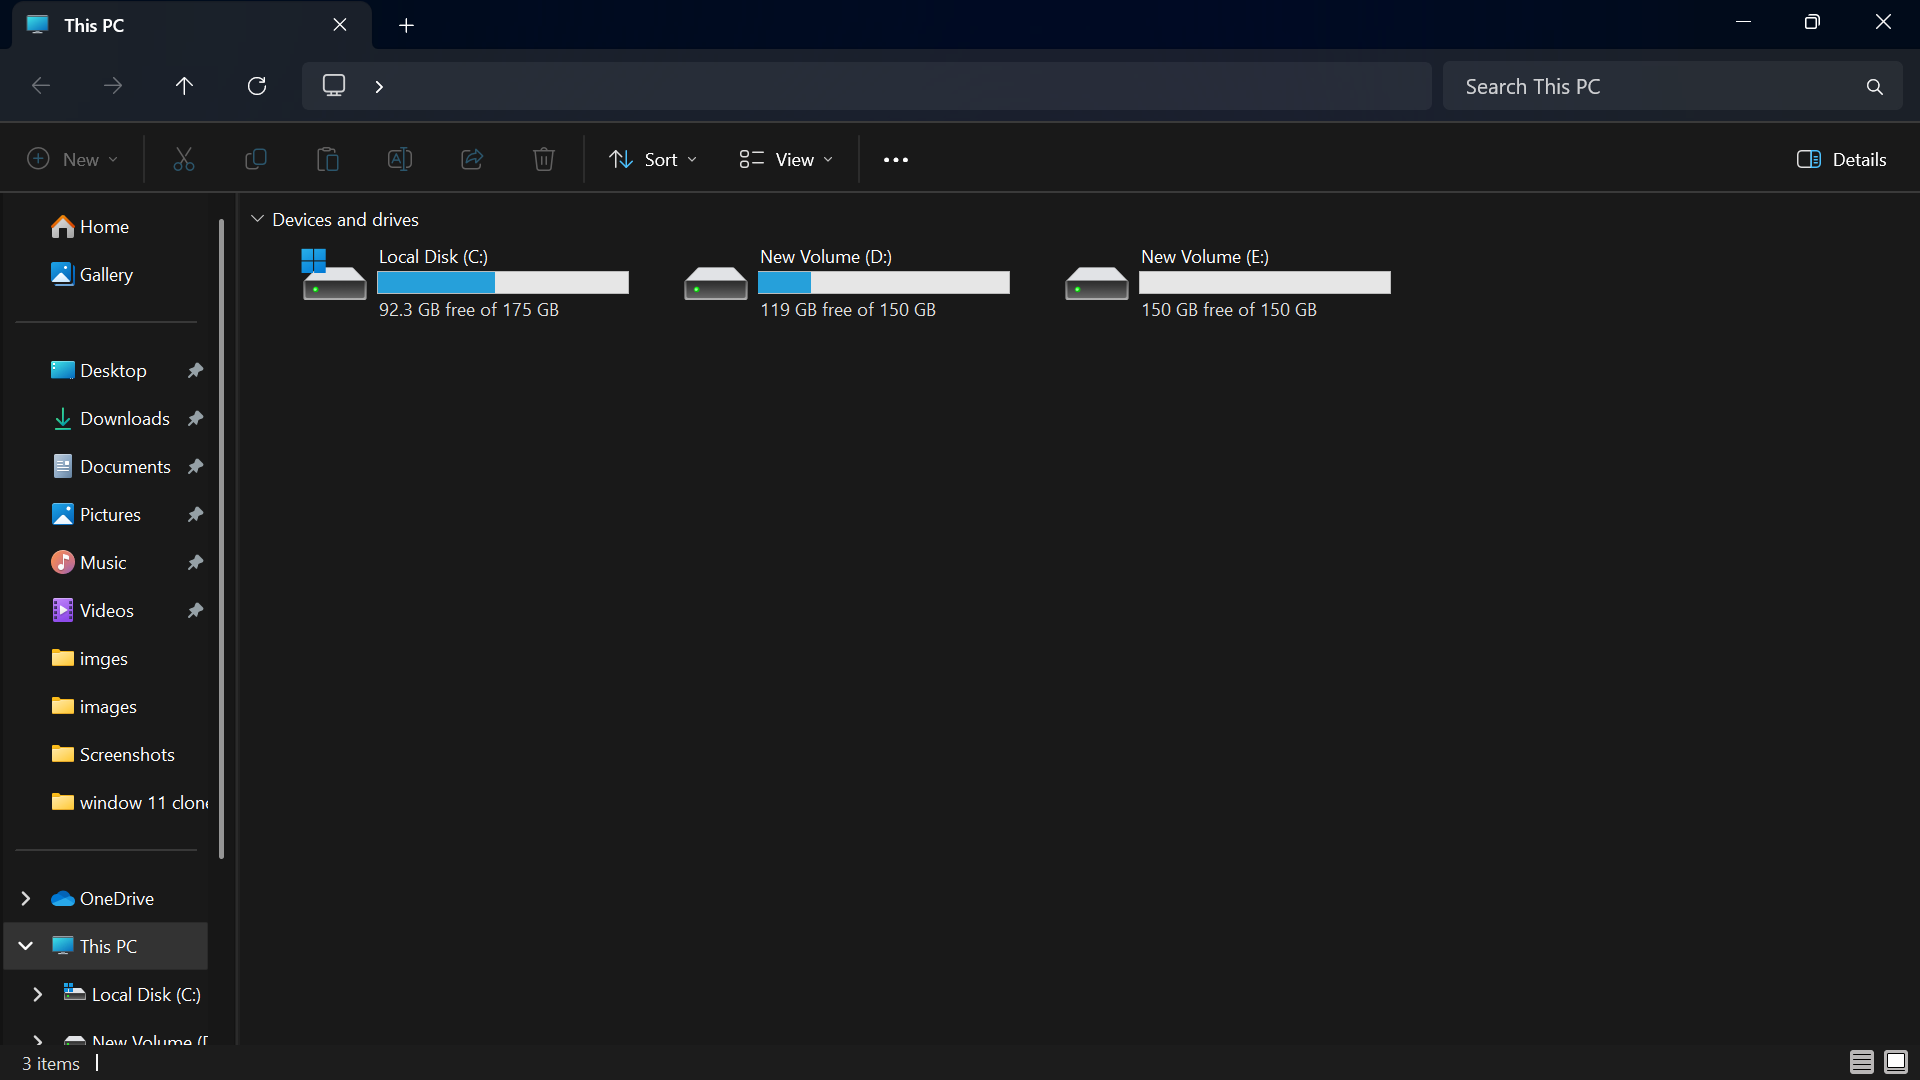 This PC
Search This PC
New
Sort
View
Details
Home
Gallery
Desktop
Downloads
Documents
Pictures
Music
Videos
imges
images
Screenshots
window 11 clone
OneDrive
This PC
Local Disk (C:)
New Volume
Devices and drives
Local Disk (C:)
92.3 GB free of 175 GB
New Volume (D:)
119 GB free of 150 GB
New Volume (E:)
150 GB free of 150 GB
3 items